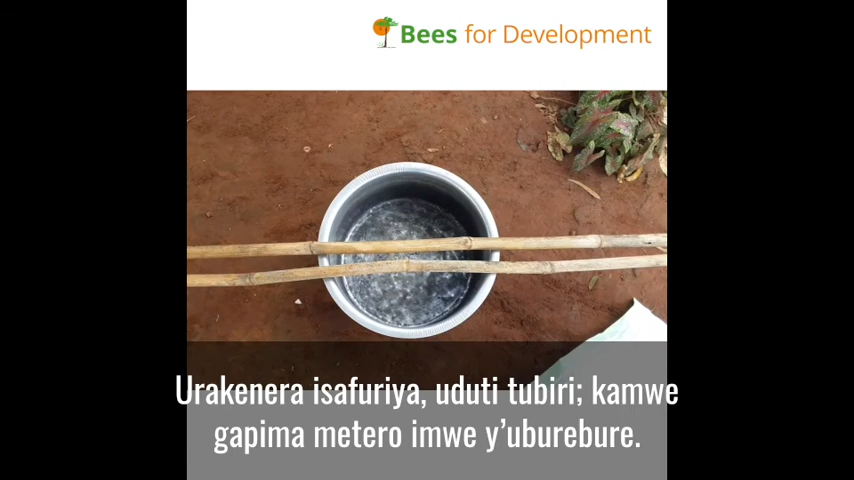 Bees for Development
Urakenera isafuriya, uduti tubiri; kamwe
gapima metero imwe y’uburebure.